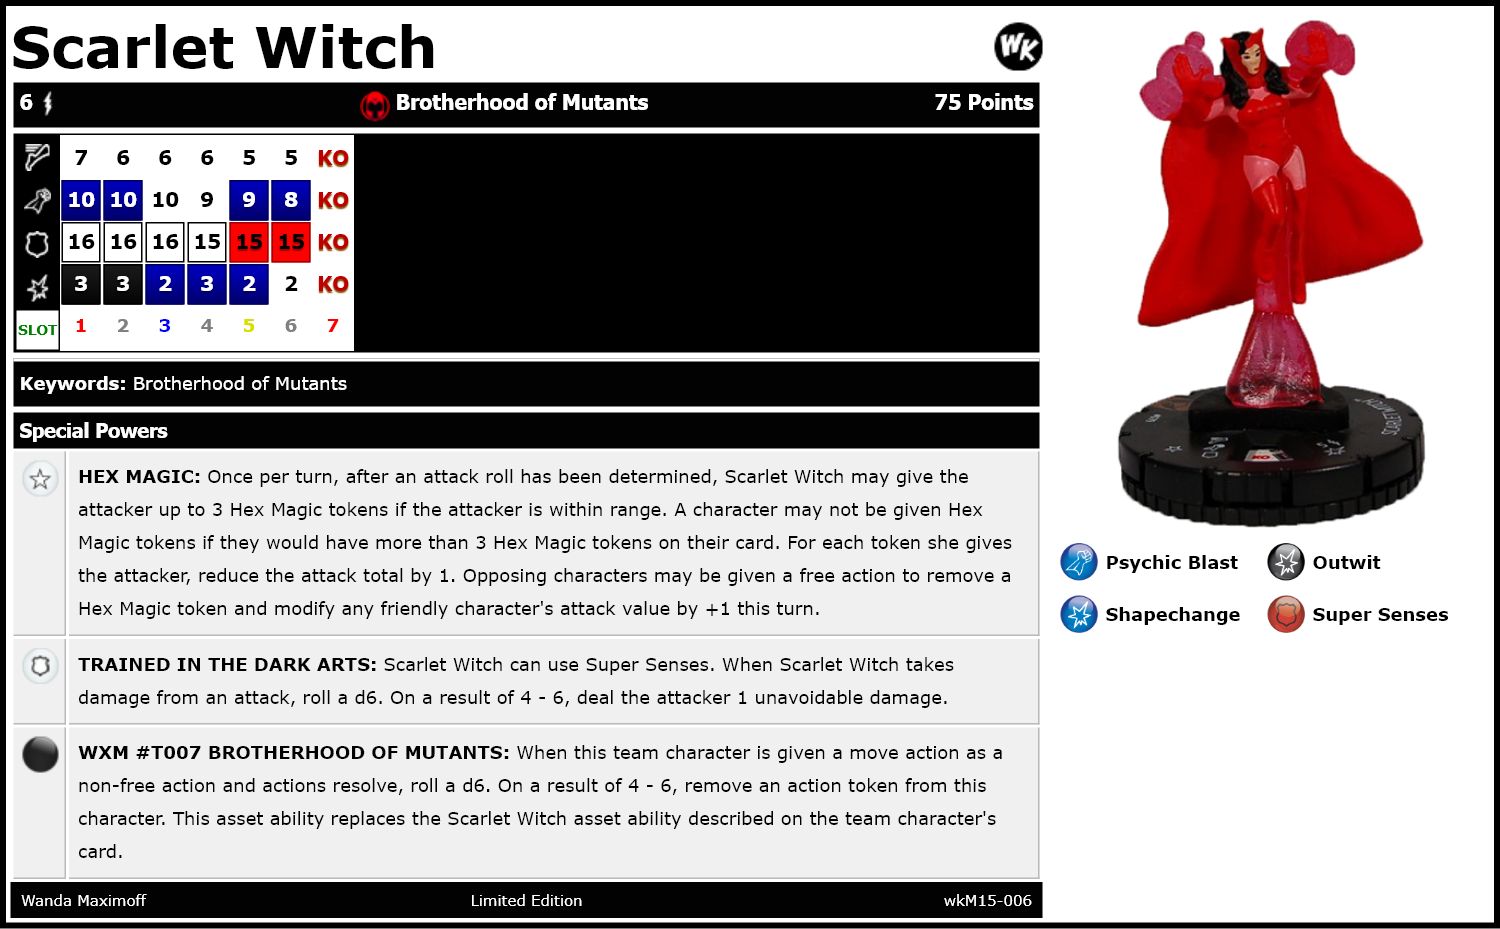 Scarlet Witch
WK
6 Brotherhood of Mutants 75 Points
7 6 6 6 5 5 KO
10 10 10 9 9 8 KO
16 16 16 15 15 15 KO
3 3 2 3 2 2 KO
SLOT 1 2 3 4 5 6 7
Keywords: Brotherhood of Mutants
Special Powers
HEX MAGIC: Once per turn, after an attack roll has been determined, Scarlet Witch may give the
attacker up to 3 Hex Magic tokens if the attacker is within range. A character may not be given Hex
Magic tokens if they would have more than 3 Hex Magic tokens on their card. For each token she gives
the attacker, reduce the attack total by 1. Opposing characters may be given a free action to remove a
Hex Magic token and modify any friendly character's attack value by +1 this turn.
TRAINED IN THE DARK ARTS: Scarlet Witch can use Super Senses. When Scarlet Witch takes
damage from an attack, roll a d6. On a result of 4 - 6, deal the attacker 1 unavoidable damage.
WXM #T007 BROTHERHOOD OF MUTANTS: When this team character is given a move action as a
non-free action and actions resolve, roll a d6. On a result of 4 - 6, remove an action token from this
character. This asset ability replaces the Scarlet Witch asset ability described on the team character's
card.
Wanda Maximoff Limited Edition wkM15-006
SCARLET WITCH
KO
Psychic Blast Outwit
Shapechange Super Senses